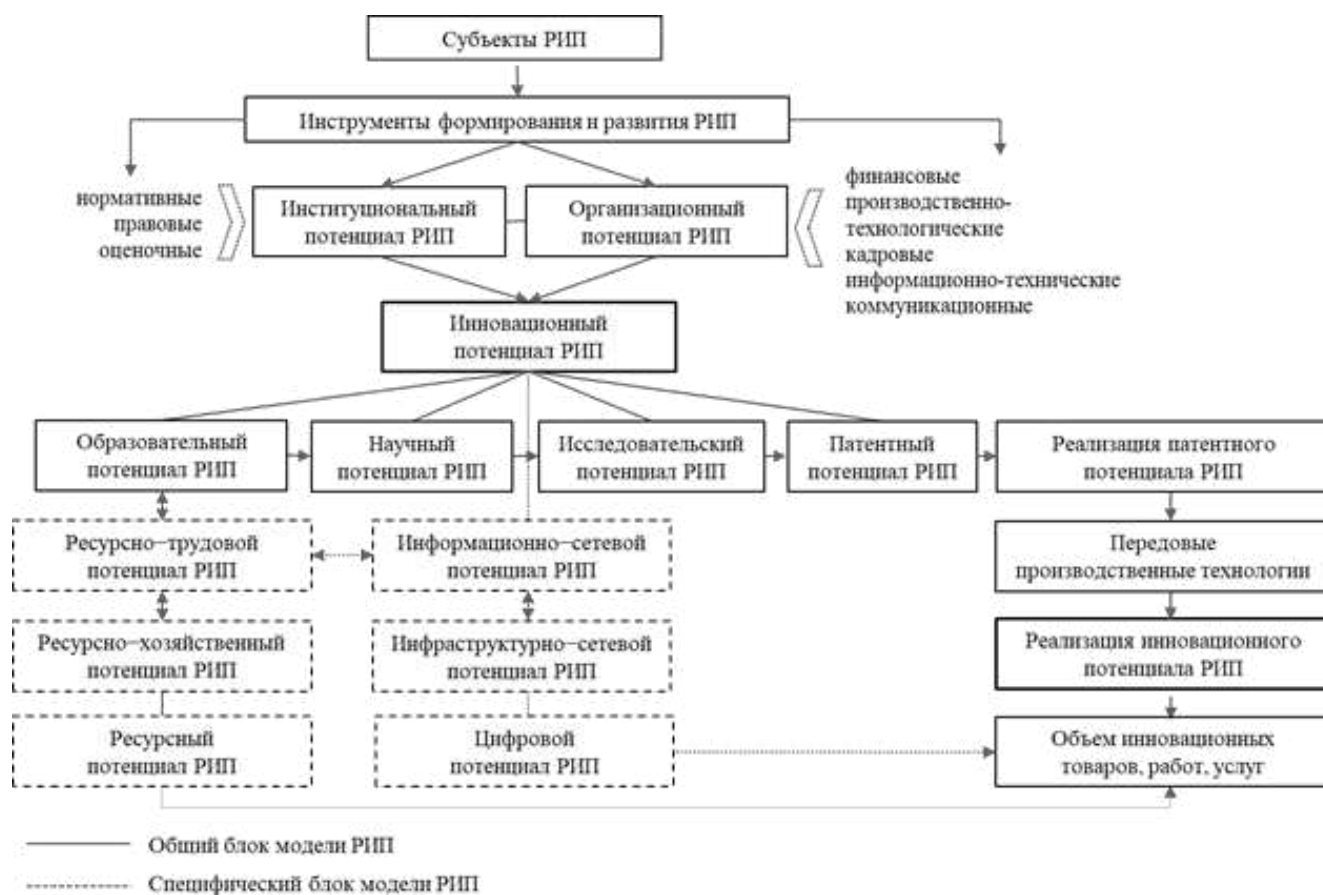 Субъекты РИП
Инструменты формирования и развития РИП
нормативные
правовые
оценочные
Институциональный
потенциал РИП
Организационный
потенциал РИП
финансовые
производственно-
технологические
кадровые
информационно-технические
коммуникационные
Инновационный
потенциал РИП
Образовательный
потенциал РИП
Научный
потенциал РИП
Исследовательский
потенциал РИП
Патентный
потенциал РИП
Реализация патентного
потенциала РИП
Ресурсно–трудовой
потенциал РИП
Информационно–сетевой
потенциал РИП
Передовые
производственные технологии
Ресурсно–хозяйственный
потенциал РИП
Инфраструктурно–сетевой
потенциал РИП
Реализация инновационного
потенциала РИП
Ресурсный
потенциал РИП
Цифровой
потенциал РИП
Объем инновационных
товаров, работ, услуг
Общий блок модели РИП
Специфический блок модели РИП